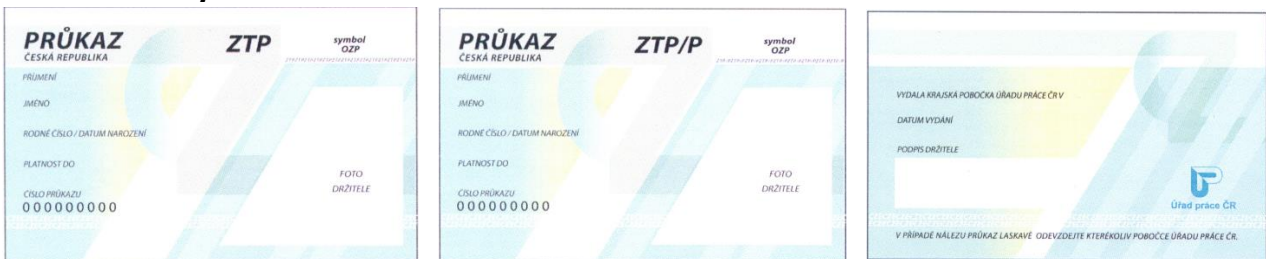 PRŮKAZ ZTP symbol
OZP
ČESKÁ REPUBLIKA
PŘÍJMENÍ
JMÉNO
RODNÉ ČÍSLO / DATUM NAROZENÍ
PLATNOST DO
FOTO
DRŽITELE
ČÍSLO PRŮKAZU
000000000
PRŮKAZ ZTP/P symbol
OZP
ČESKÁ REPUBLIKA
PŘÍJMENÍ
JMÉNO
RODNÉ ČÍSLO / DATUM NAROZENÍ
PLATNOST DO
FOTO
DRŽITELE
ČÍSLO PRŮKAZU
000000000
VYDALA KRAJSKÁ POBOČKA ÚŘADU PRÁCE ČR V
DATUM VYDÁNÍ
PODPIS DRŽITELE
Úřad práce ČR
V PŘÍPADĚ NÁLEZU PRŮKAZ LASKAVĚ ODEVZDEJTE KTERÉKOLIV POBOČCE ÚŘADU PRÁCE ČR.